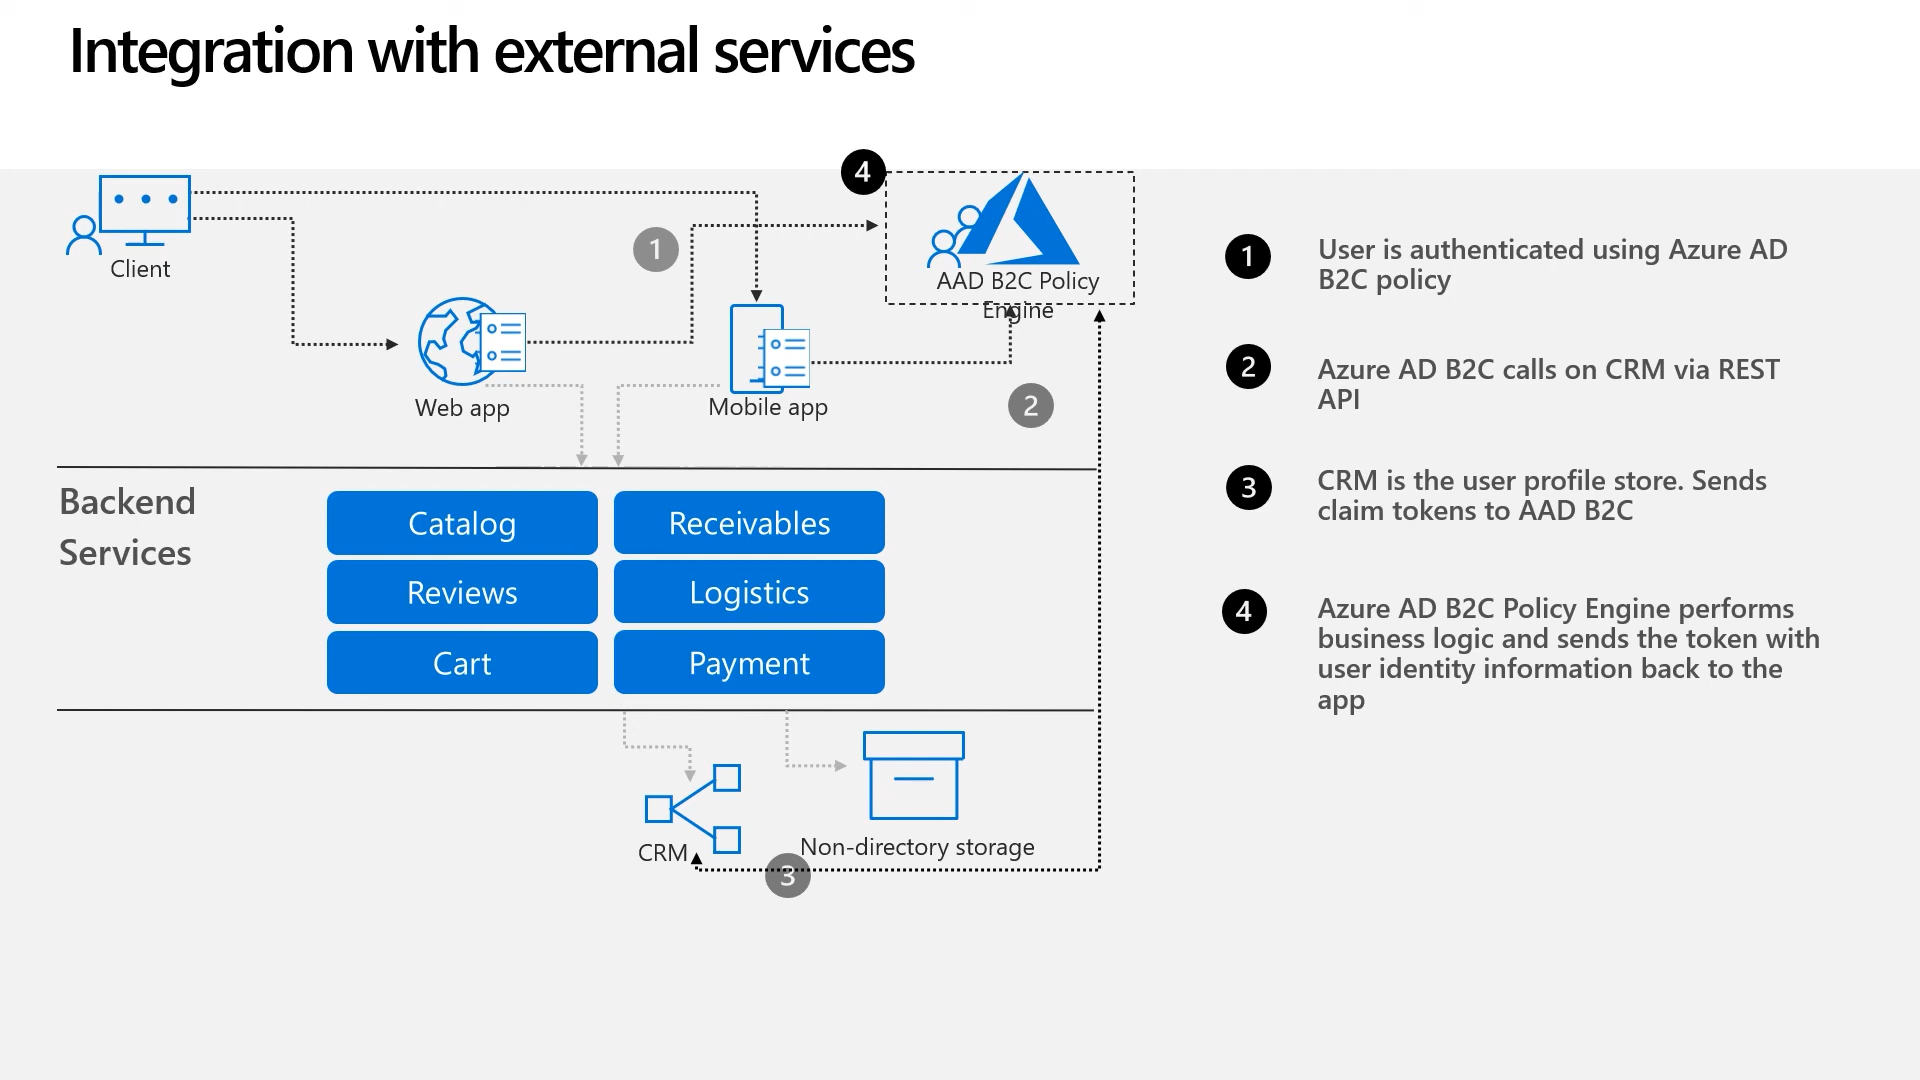 Integration with external services
4
1
Client
AAD B2C Policy
Engine
Web app
Mobile app
2
Backend
Services
Catalog
Receivables
Reviews
Logistics
Cart
Payment
CRM
Non-directory storage
3
1
User is authenticated using Azure AD
B2C policy
2
Azure AD B2C calls on CRM via REST
API
3
CRM is the user profile store. Sends
claim tokens to AAD B2C
4
Azure AD B2C Policy Engine performs
business logic and sends the token with
user identity information back to the
app